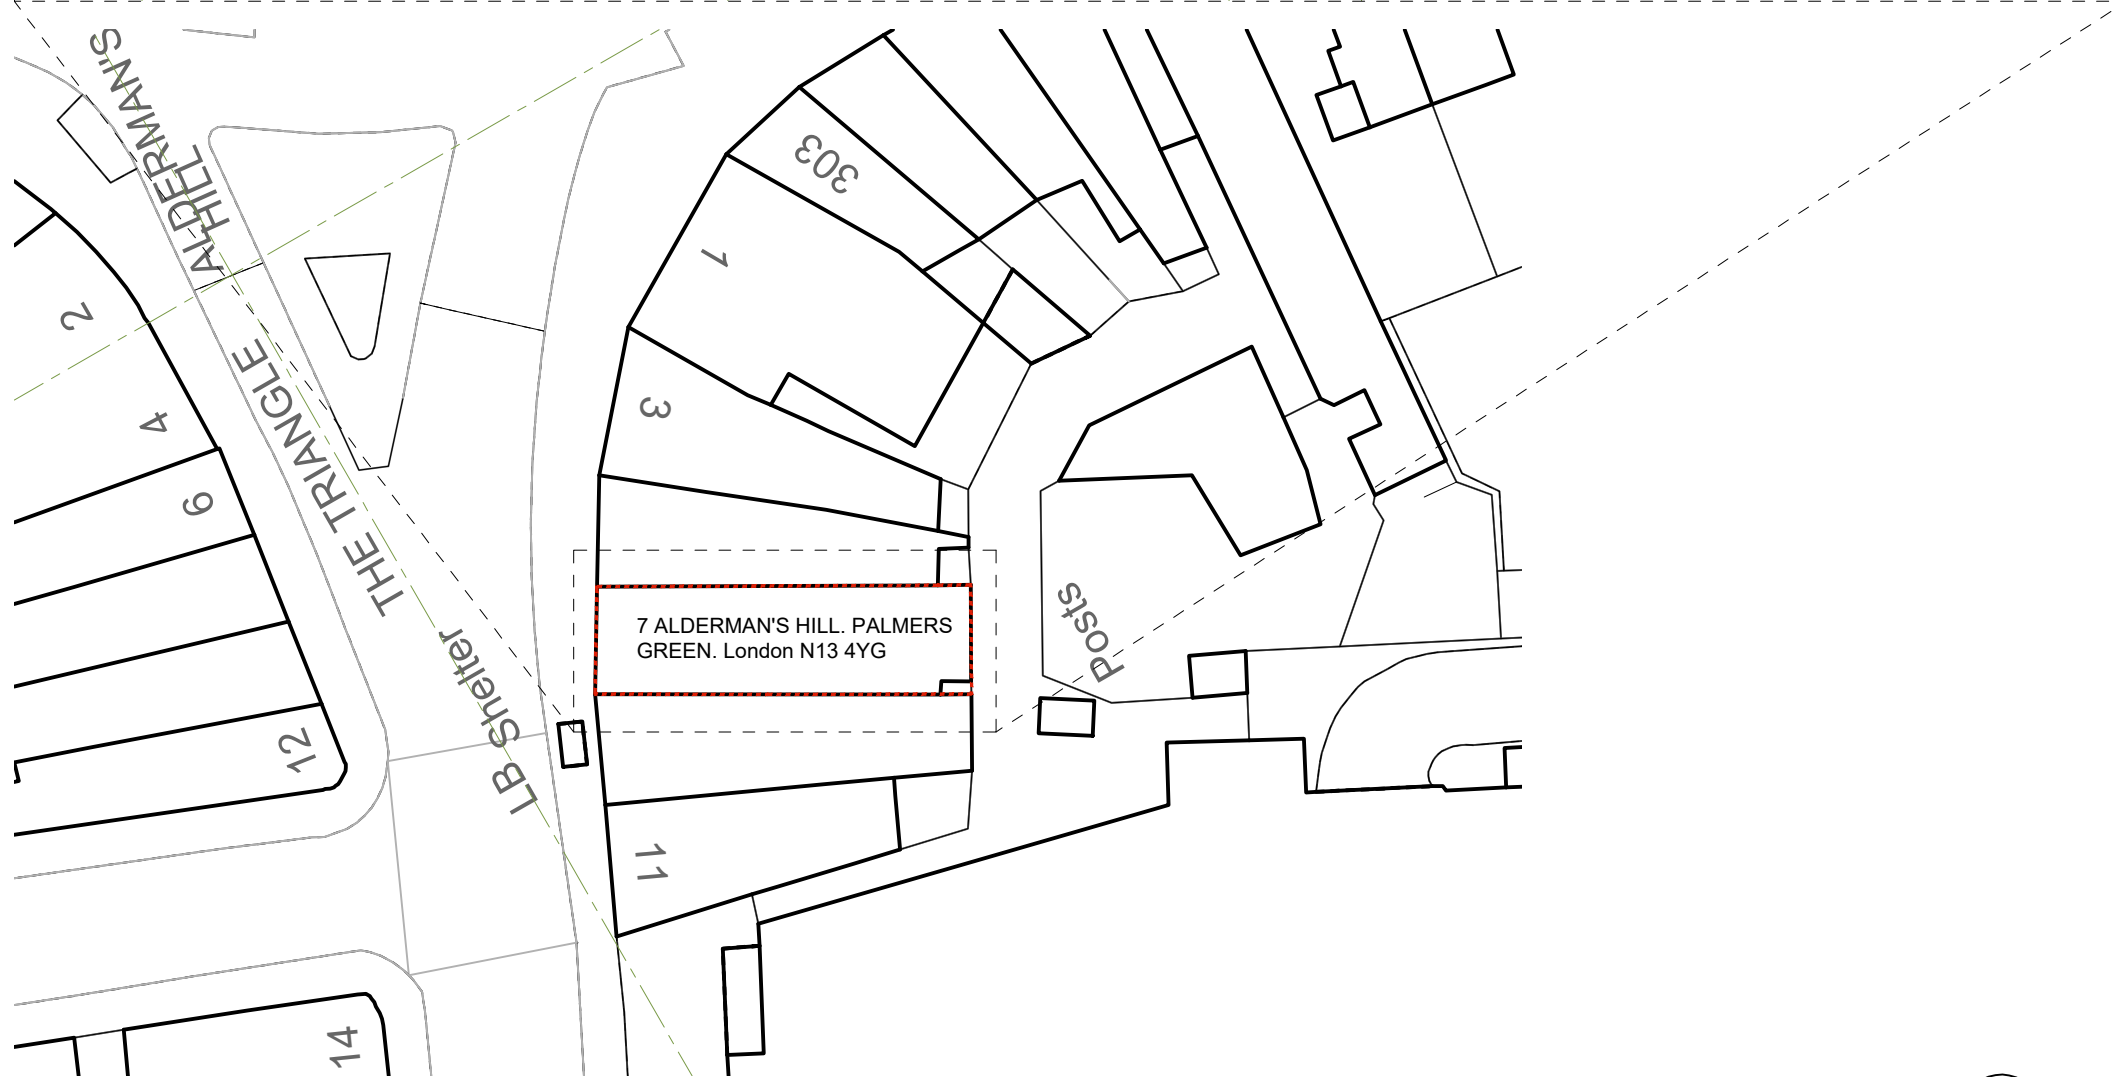 ALDERMAN'S
HILL
303
1
2
THE TRIANGLE
3
4
6
Posts
7 ALDERMAN'S HILL. PALMERS
GREEN. London N13 4YG
LB Shelter
12
11
14